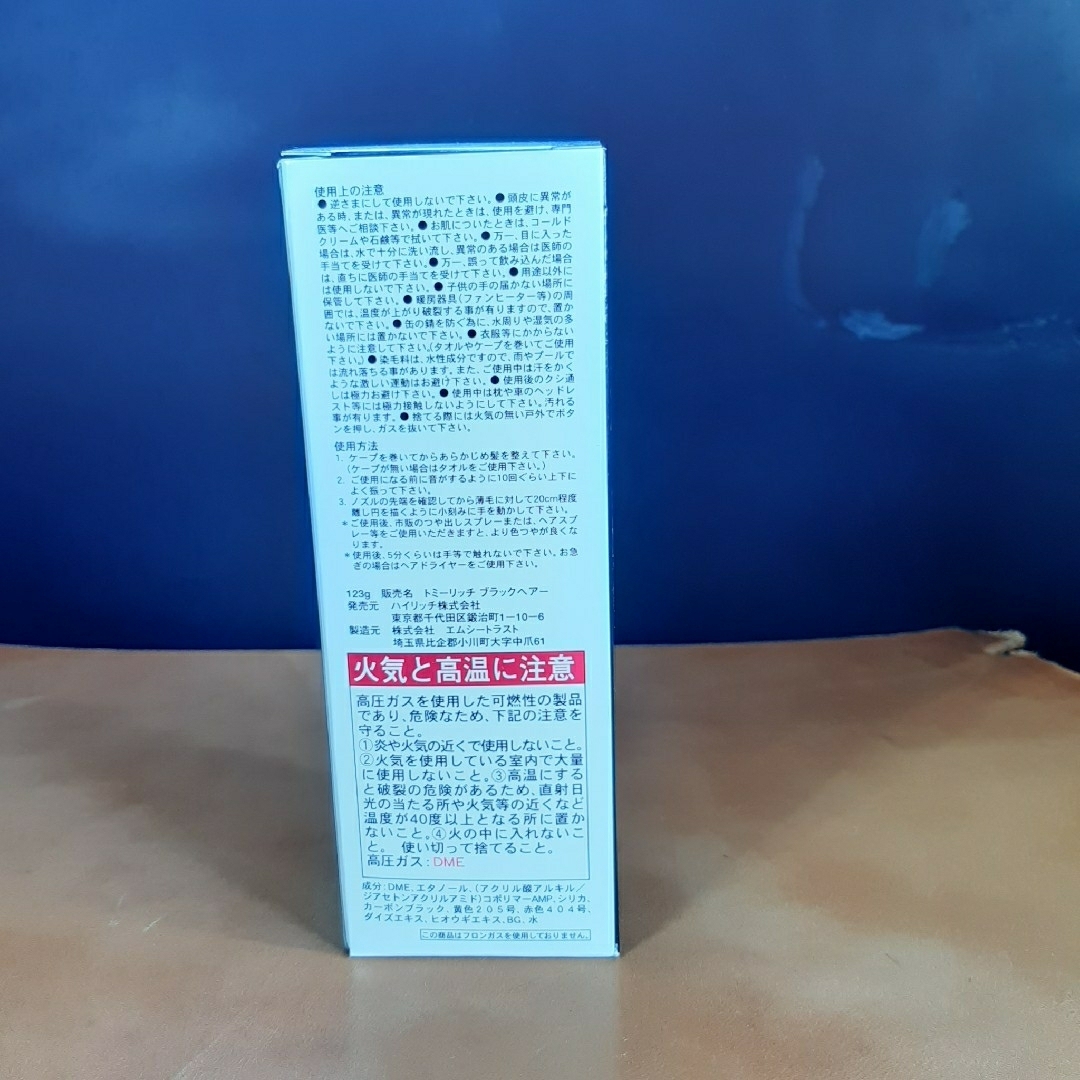 使用上の注意
●逆さまにして使用しないで下さい。●頭皮に異常が
ある時、または、異常が現れたときは、使用を避け、専門
医等へご相談下さい。●お肌についたときは、コールド
クリームや石鹸等で拭いて下さい。●万一、目に入った
場合は、水で十分に洗い流し、異常のある場合は医師の
手当てを受けて下さい。●万一、誤って飲み込んだ場合
は、直ちに医師の手当てを受けて下さい。●用途以外に
は使用しないで下さい。●子供の手の届かない場所に
保管して下さい。●暖房器具(ファンヒーター等)の周
囲では、温度が上がり破裂する事が有りますので、置か
ないで下さい。●缶の錆を防ぐ為に、水周りや湿気の多
い場所には置かないで下さい。●衣服等にかからない
ように注意して下さい。(タオルやケープを巻いてご使用
下さい。)●染毛料は、水性成分ですので、雨やプールで
は流れ落ちる事があります。また、ご使用中は汗をかく
ような激しい運動はお避け下さい。●使用後のクシ通
しは極力お避け下さい。●使用中は枕や車のヘッドレ
スト等には極力接触しないようにして下さい。汚れる
事が有ります。●捨てる際には火気の無い戸外でボタ
ンを押し、ガスを抜いて下さい。
使用方法
1. ケープを巻いてからあらかじめ髪を整えて下さい。
(ケープが無い場合はタオルをご使用下さい。)
2. ご使用になる前に音がするように10回ぐらい上下に
よく振って下さい。
3. ノズルの先端を確認してから薄毛に対して20cm程度
離し円を描くように小刻みに手を動かして下さい。
*ご使用後、市販のつや出しスプレーまたは、ヘアスプ
レー等をご使用いただきますと、より色つやが良くな
ります。
*使用後、5分くらいは手等で触れないで下さい。お急
ぎの場合はヘアドライヤーをご使用下さい。
123g 販売名 トミーリッチ ブラックヘアー
発売元 ハイリッチ株式会社
東京都千代田区鍛治町1−10−6
製造元 株式会社 エムシートラスト
埼玉県比企郡小川町大字中爪61
火気と高温に注意
高圧ガスを使用した可燃性の製品
であり、危険なため、下記の注意を
守ること。
①炎や火気の近くで使用しないこと。
②火気を使用している室内で大量
に使用しないこと。③高温にする
と破裂の危険があるため、直射日
光の当たる所や火気等の近くなど
温度が40度以上となる所に置か
ないこと。④火の中に入れないこ
と。 使い切って捨てること。
高圧ガス:DME
成分:DME、エタノール、(アクリル酸アルキル/
ジアセトンアクリルアミド)コポリマーAMP、シリカ、
カーボンブラック、黄色205号、赤色404号、
ダイズエキス、ヒオウギエキス、BG、水
この商品はフロンガスを使用しておりません。